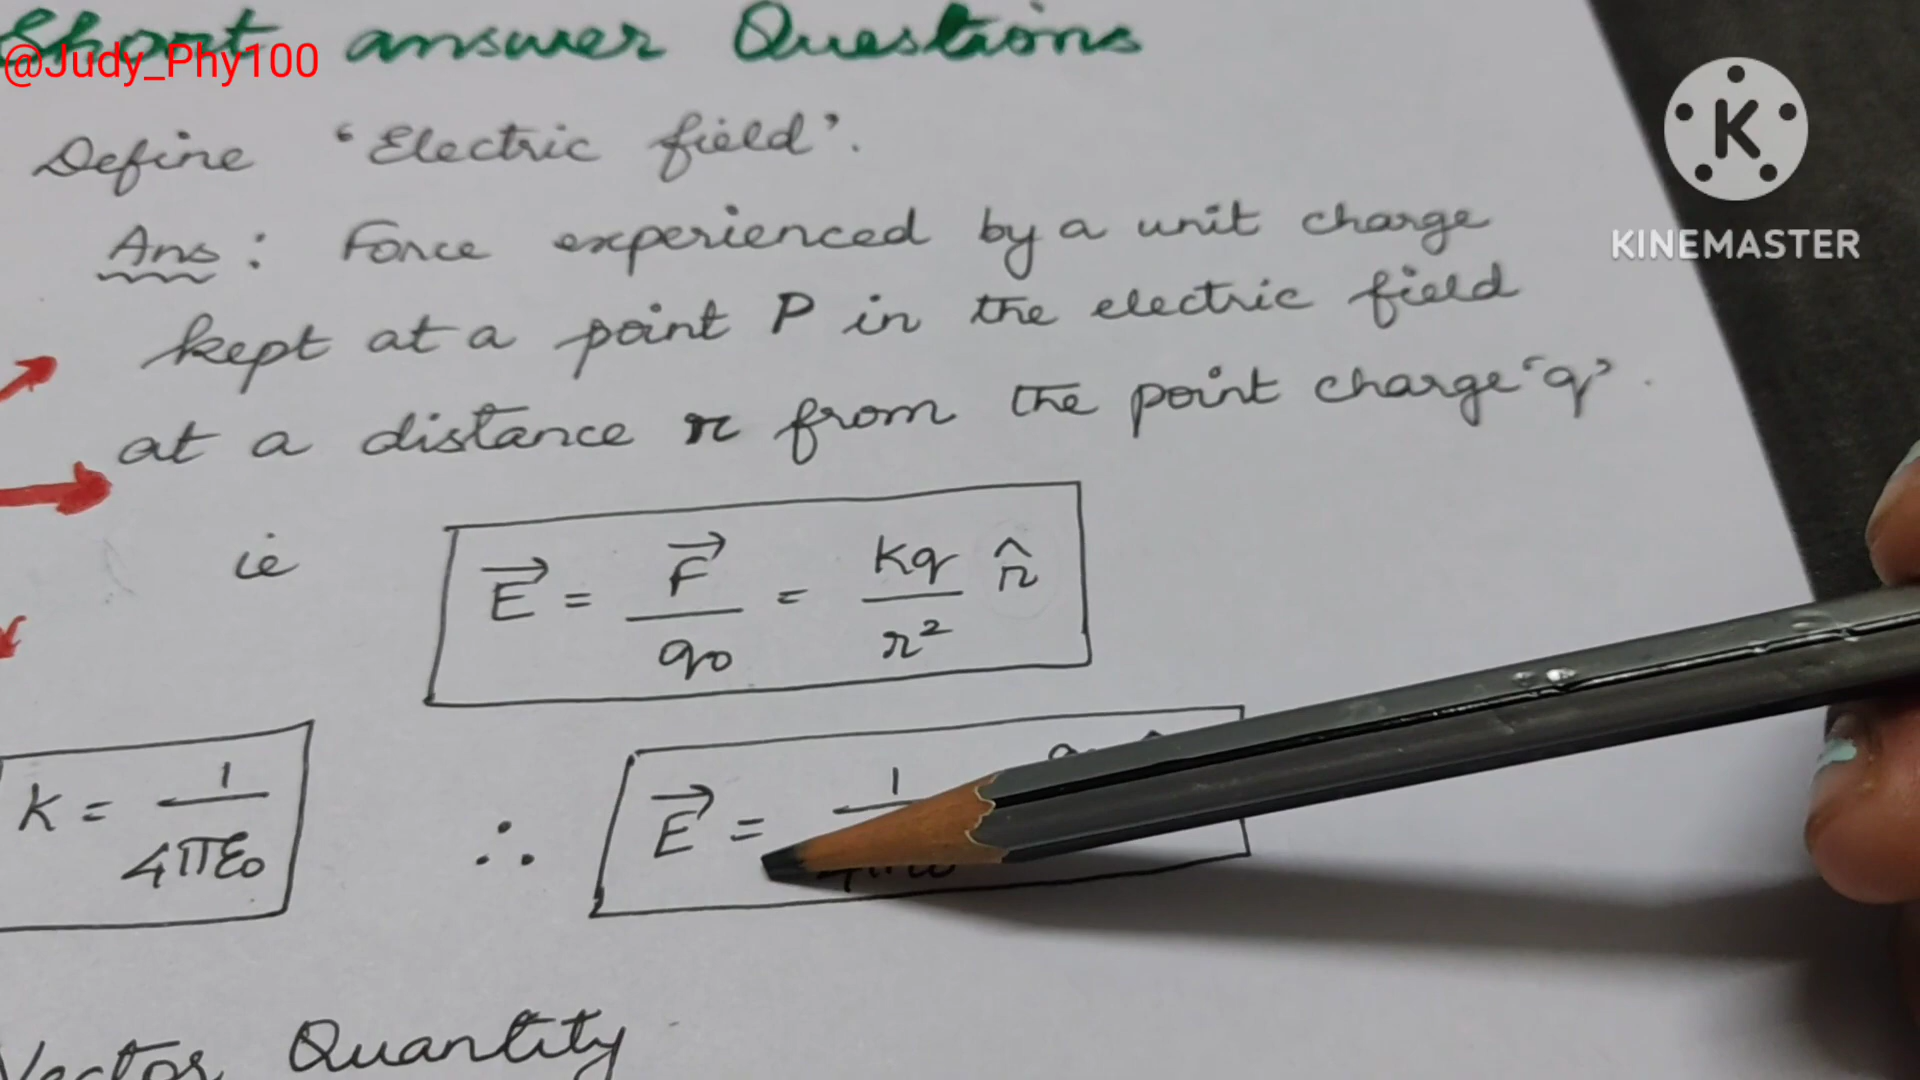 Short answer Questions
@Judy_Phy100
K
KINEMASTER
Define 'Electric field'.
Ans: Force experienced by a unit charge
kept at a point P in the electric field
at a distance r from the point charge 'q'.
ie E⃗ = F⃗/q₀ = Kq/r² r̂
K = 1/4πε₀ ∴ E⃗ = 1/4πε₀
Vector Quantity